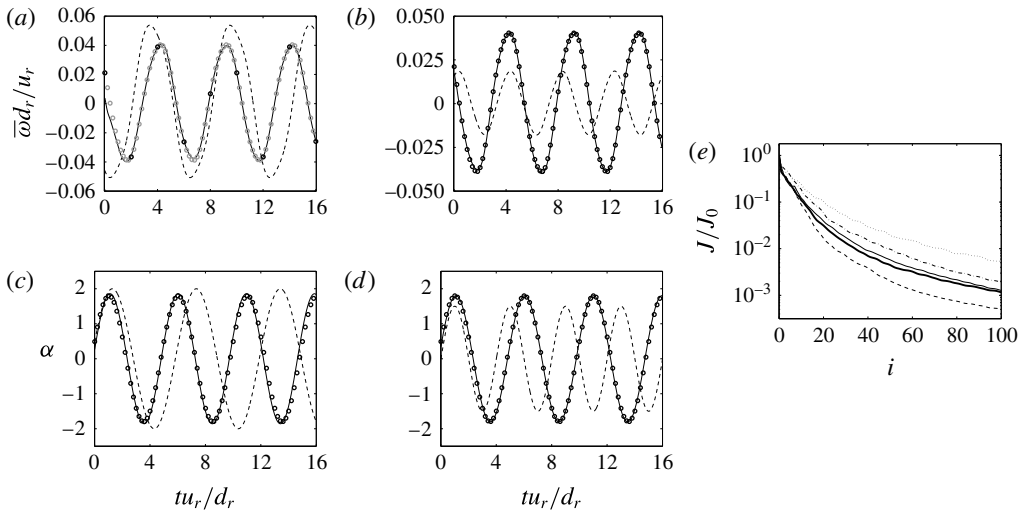 (a)
ω̅d_r/u_r
0.06
0.04
0.02
0
−0.02
−0.04
−0.06
0 4 8 12 16
(b)
0.050
0.025
0
−0.025
−0.050
0 4 8 12 16
(c)
α
2
1
0
−1
−2
0 4 8 12 16
tu_r/d_r
(d)
2
1
0
−1
−2
0 4 8 12 16
tu_r/d_r
(e)
J/J_0
10^0
10^−1
10^−2
10^−3
0 20 40 60 80 100
i